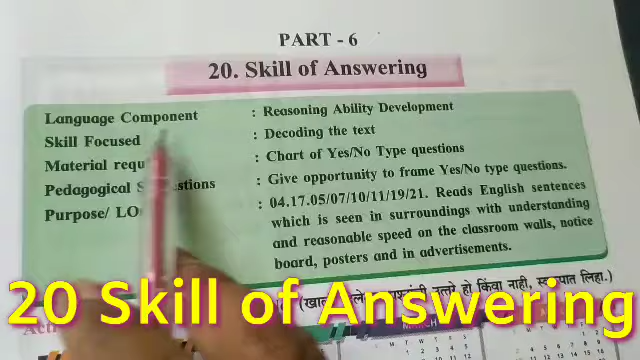 PART - 6
20. Skill of Answering
Language Component : Reasoning Ability Development
Skill Focused : Decoding the text
Material requ : Chart of Yes/No Type questions
Pedagogical S stions : Give opportunity to frame Yes/No Type questions.
Purpose/ LO : 04.17.05/07/10/11/19/21. Reads English sentences
which is seen in surroundings with understanding
and reasonable speed on the classroom walls, notice
board, posters and in advertisements.
हो किंवा नाही, स्वरूपात लिहा.)
20 Skill of Answering
MARCH